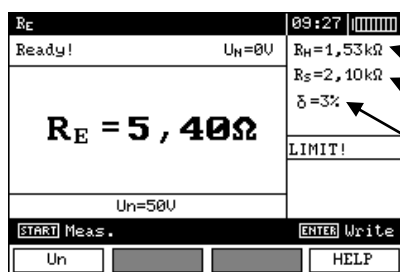 RE 09:27
Ready! UN=0V RH=1,53kΩ
RS=2,10kΩ
δ=3%
RE = 5,40Ω
LIMIT!
Un=50V
START Meas. ENTER Write
Un HELP